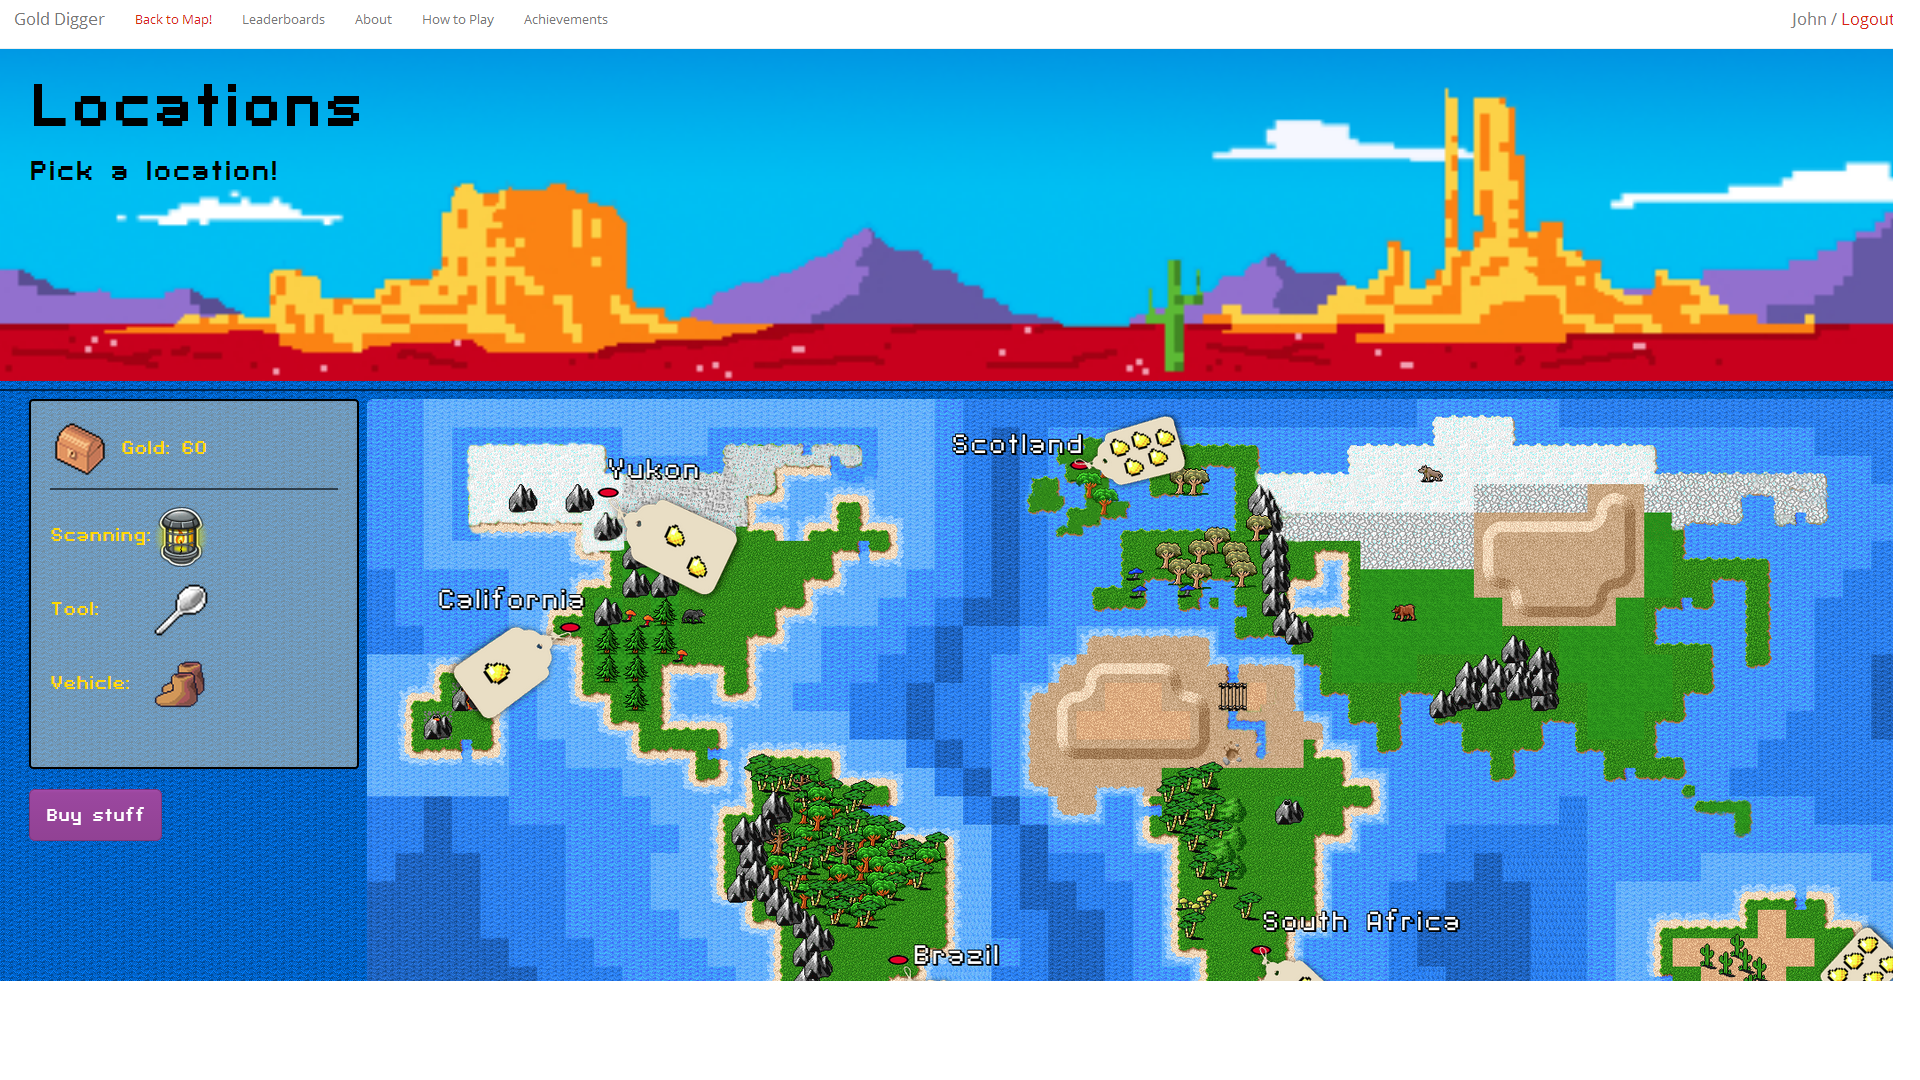 Gold Digger Back to Map! Leaderboards About How to Play Achievements John / Logout
Locations
Pick a location!
Gold: 60
Scanning:
Tool:
Vehicle:
Buy stuff
Yukon
Scotland
California
South Africa
Brazil